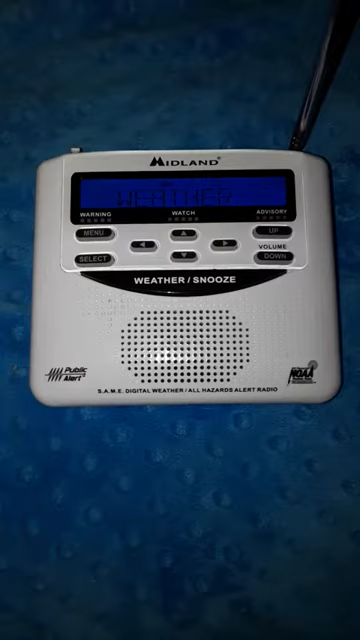 MIDLAND
WEATHER
WARNING WATCH ADVISORY
MENU UP
VOLUME
SELECT DOWN
WEATHER / SNOOZE
Public
Alert
NOAA
S.A.M.E. DIGITAL WEATHER / ALL HAZARDS ALERT RADIO